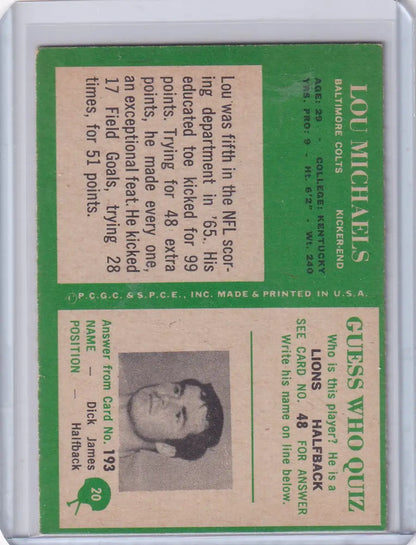 LOU MICHAELS
BALTIMORE COLTS KICKER-END
AGE: 29 · COLLEGE: KENTUCKY
YRS. PRO: 9 - Ht. 6'2" · Wt. 240
Lou was fifth in the NFL scor-
ing department in '65. His
educated toe kicked for 99
points. Trying for 48 extra
points, he made every one,
an exceptional feat. He kicked
17 Field Goals, trying 28
times, for 51 points.
© P.C.G.C. & S.P.C.E., INC. MADE & PRINTED IN U.S.A.
GUESS WHO QUIZ
Who is this player? He is a
LIONS HALFBACK
SEE CARD No. 48 FOR ANSWER
Write his name on line below.
Answer from Card No. 193
NAME — Dick James
POSITION — Halfback
20